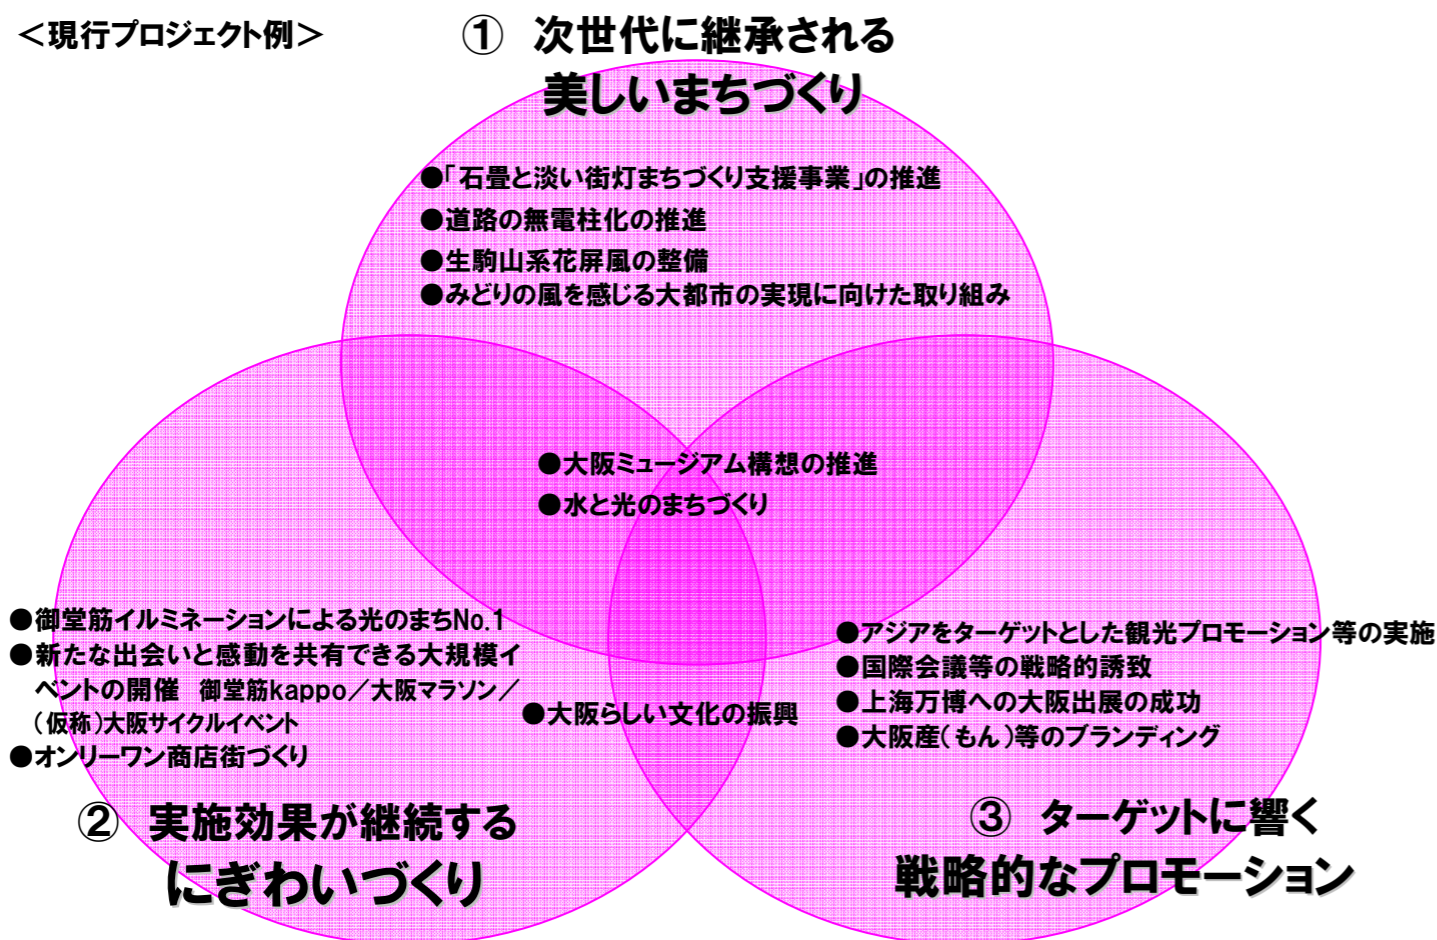 ＜現行プロジェクト例＞
① 次世代に継承される
美しいまちづくり
●「石畳と淡い街灯まちづくり支援事業」の推進
●道路の無電柱化の推進
●生駒山系花屏風の整備
●みどりの風を感じる大都市の実現に向けた取り組み
●大阪ミュージアム構想の推進
●水と光のまちづくり
●御堂筋イルミネーションによる光のまちNo.1
●新たな出会いと感動を共有できる大規模イ
ベントの開催 御堂筋kappo／大阪マラソン／
（仮称）大阪サイクルイベント
●オンリーワン商店街づくり
●大阪らしい文化の振興
●アジアをターゲットとした観光プロモーション等の実施
●国際会議等の戦略的誘致
●上海万博への大阪出展の成功
●大阪産（もん）等のブランディング
② 実施効果が継続する
にぎわいづくり
③ ターゲットに響く
戦略的なプロモーション